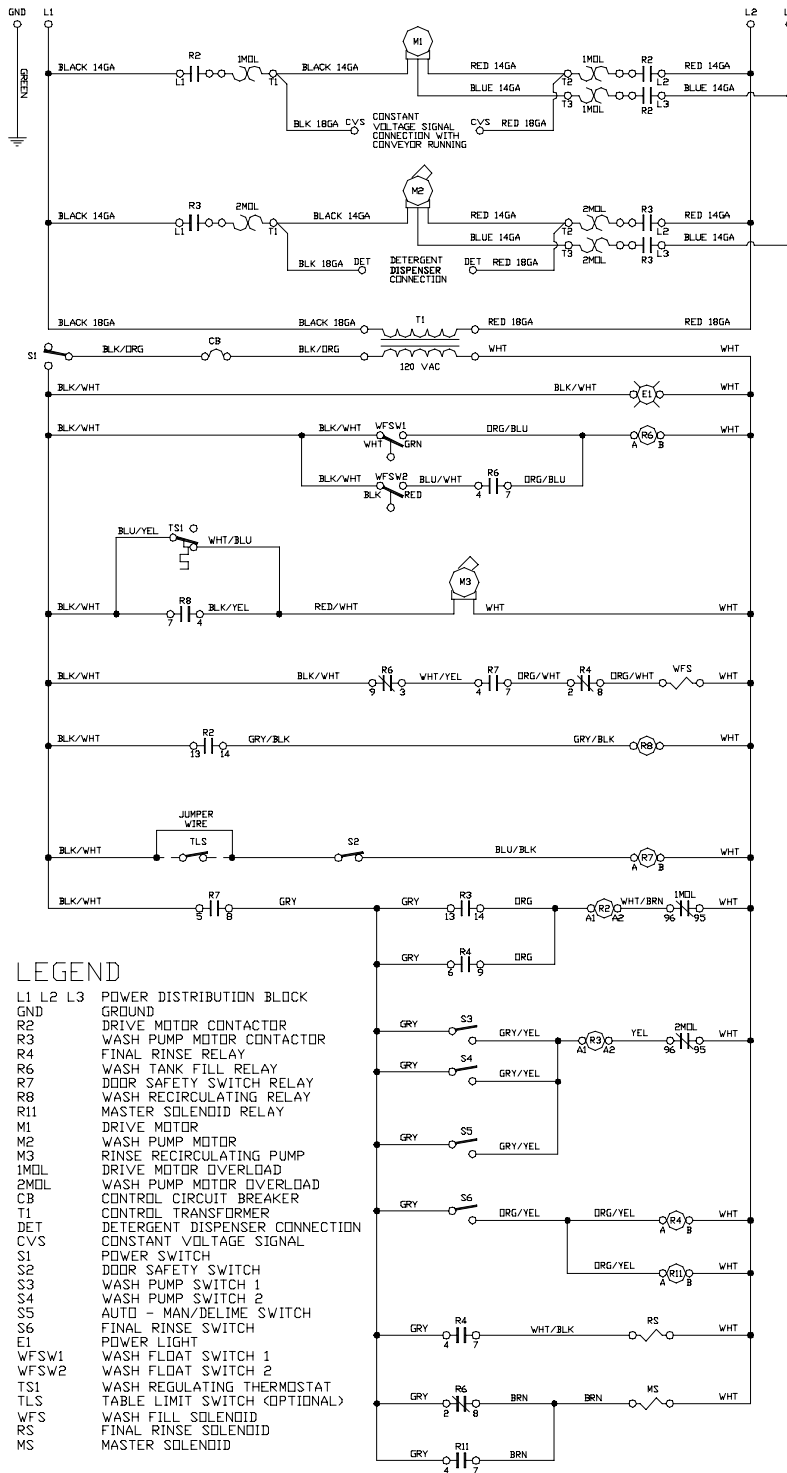 GND L1 L2 L
GREEN
BLACK 14GA R2 1MOL BLACK 14GA M1 RED 14GA 1MOL R2 RED 14GA
L1 T1 T2 L2
BLUE 14GA BLUE 14GA
T3 1MOL R2 L3
BLK 18GA CVS CONSTANT CVS RED 18GA
VOLTAGE SIGNAL
CONNECTION WITH
CONVEYOR RUNNING
BLACK 14GA R3 2MOL BLACK 14GA M2 RED 14GA 2MOL R3 RED 14GA
L1 T1 T2 L2
BLUE 14GA BLUE 14GA
T3 2MOL R3 L3
BLK 18GA DET DETERGENT DET RED 18GA
DISPENSER
CONNECTION
BLACK 18GA BLACK 18GA T1 RED 18GA RED 18GA
S1 BLK/ORG CB BLK/ORG WHT WHT
120 VAC
BLK/WHT BLK/WHT E1 WHT
BLK/WHT BLK/WHT WFSW1 ORG/BLU R6 WHT
WHT GRN A B
BLK/WHT WFSW2 BLU/WHT R6 ORG/BLU
BLK RED 4 7
BLU/YEL TS1 WHT/BLU
M3
BLK/WHT R8 BLK/YEL RED/WHT WHT WHT
7 4
BLK/WHT BLK/WHT R6 WHT/YEL R7 ORG/WHT R4 ORG/WHT WFS WHT
9 3 4 7 2 8
BLK/WHT R2 GRY/BLK GRY/BLK R8 WHT
13 14
JUMPER
WIRE
BLK/WHT TLS S2 BLU/BLK R7 WHT
A B
BLK/WHT R7 GRY GRY R3 ORG R2 WHT/BRN 1MOL WHT
5 8 13 14 A1 A2 96 95
GRY R4 ORG
6 9
GRY S3 GRY/YEL R3 YEL 2MOL WHT
A1 A2 96 95
GRY S4 GRY/YEL
GRY S5 GRY/YEL
GRY S6 ORG/YEL ORG/YEL R4 WHT
A B
ORG/YEL R11 WHT
A B
GRY R4 WHT/BLK RS WHT
4 7
GRY R6 BRN BRN MS WHT
2 8
GRY R11 BRN
4 7
LEGEND
L1 L2 L3 POWER DISTRIBUTION BLOCK
GND GROUND
R2 DRIVE MOTOR CONTACTOR
R3 WASH PUMP MOTOR CONTACTOR
R4 FINAL RINSE RELAY
R6 WASH TANK FILL RELAY
R7 DOOR SAFETY SWITCH RELAY
R8 WASH RECIRCULATING RELAY
R11 MASTER SOLENOID RELAY
M1 DRIVE MOTOR
M2 WASH PUMP MOTOR
M3 RINSE RECIRCULATING PUMP
1MOL DRIVE MOTOR OVERLOAD
2MOL WASH PUMP MOTOR OVERLOAD
CB CONTROL CIRCUIT BREAKER
T1 CONTROL TRANSFORMER
DET DETERGENT DISPENSER CONNECTION
CVS CONSTANT VOLTAGE SIGNAL
S1 POWER SWITCH
S2 DOOR SAFETY SWITCH
S3 WASH PUMP SWITCH 1
S4 WASH PUMP SWITCH 2
S5 AUTO - MAN/DELIME SWITCH
S6 FINAL RINSE SWITCH
E1 POWER LIGHT
WFSW1 WASH FLOAT SWITCH 1
WFSW2 WASH FLOAT SWITCH 2
TS1 WASH REGULATING THERMOSTAT
TLS TABLE LIMIT SWITCH (OPTIONAL)
WFS WASH FILL SOLENOID
RS FINAL RINSE SOLENOID
MS MASTER SOLENOID